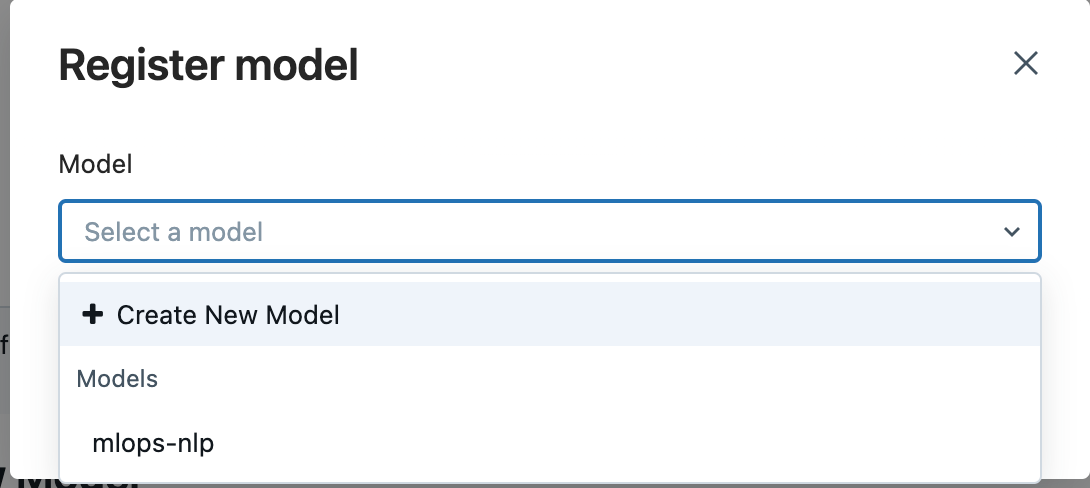 Register model
Model
Select a model
Create New Model
Models
mlops-nlp